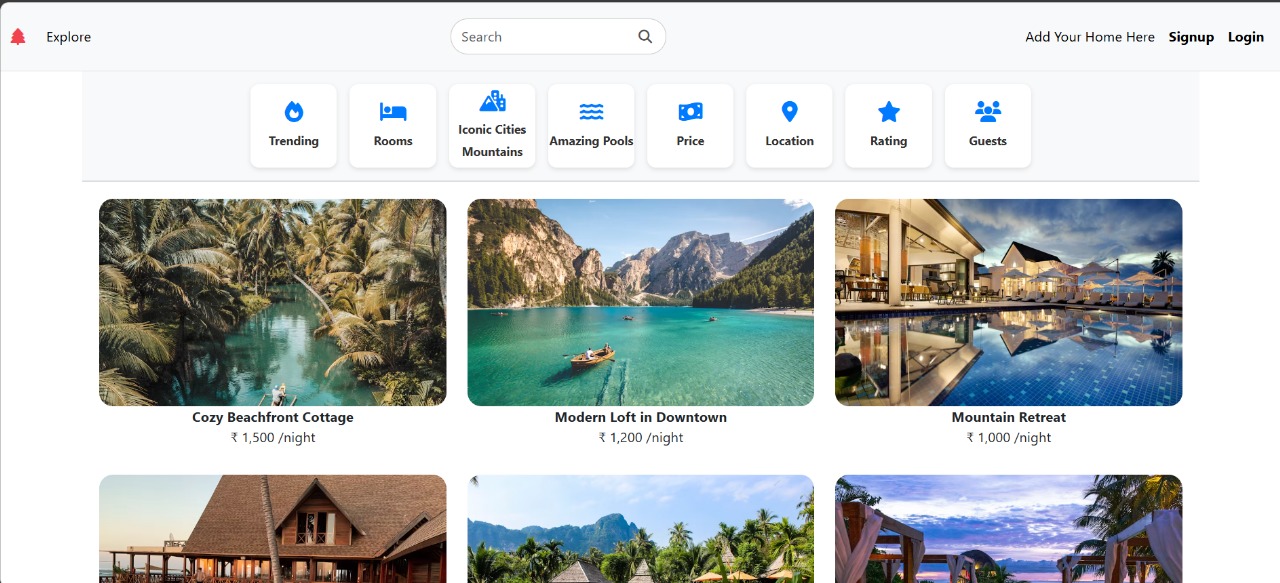 Explore
Search
Add Your Home Here Signup Login
Trending
Rooms
Iconic Cities
Mountains
Amazing Pools
Price
Location
Rating
Guests
Cozy Beachfront Cottage
₹ 1,500 /night
Modern Loft in Downtown
₹ 1,200 /night
Mountain Retreat
₹ 1,000 /night